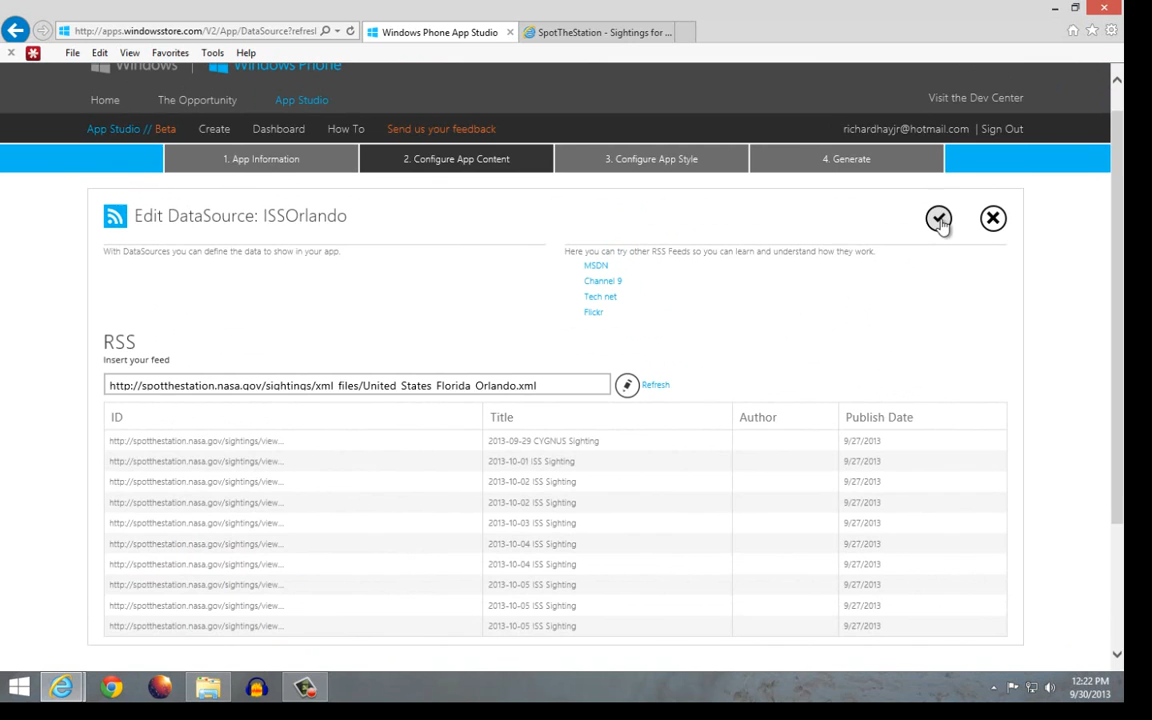 http://apps.windowsstore.com/V2/App/DataSource?refresl
Windows Phone App Studio
SpotTheStation - Sightings for ...
File Edit View Favorites Tools Help
Windows | Windows Phone
Home The Opportunity App Studio Visit the Dev Center
App Studio // Beta Create Dashboard How To Send us your feedback richardhayjr@hotmail.com | Sign Out
1. App Information 2. Configure App Content 3. Configure App Style 4. Generate
Edit DataSource: ISSOrlando
With DataSources you can define the data to show in your app.
Here you can try other RSS Feeds so you can learn and understand how they work.
MSDN
Channel 9
Tech net
Flickr
RSS
Insert your feed
http://spotthestation.nasa.gov/sightings/xml_files/United_States_Florida_Orlando.xml Refresh
ID Title Author Publish Date
http://spotthestation.nasa.gov/sightings/view... 2013-09-29 CYGNUS Sighting 9/27/2013
http://spotthestation.nasa.gov/sightings/view... 2013-10-01 ISS Sighting 9/27/2013
http://spotthestation.nasa.gov/sightings/view... 2013-10-02 ISS Sighting 9/27/2013
http://spotthestation.nasa.gov/sightings/view... 2013-10-02 ISS Sighting 9/27/2013
http://spotthestation.nasa.gov/sightings/view... 2013-10-03 ISS Sighting 9/27/2013
http://spotthestation.nasa.gov/sightings/view... 2013-10-04 ISS Sighting 9/27/2013
http://spotthestation.nasa.gov/sightings/view... 2013-10-04 ISS Sighting 9/27/2013
http://spotthestation.nasa.gov/sightings/view... 2013-10-05 ISS Sighting 9/27/2013
http://spotthestation.nasa.gov/sightings/view... 2013-10-05 ISS Sighting 9/27/2013
http://spotthestation.nasa.gov/sightings/view... 2013-10-05 ISS Sighting 9/27/2013
12:22 PM
9/30/2013